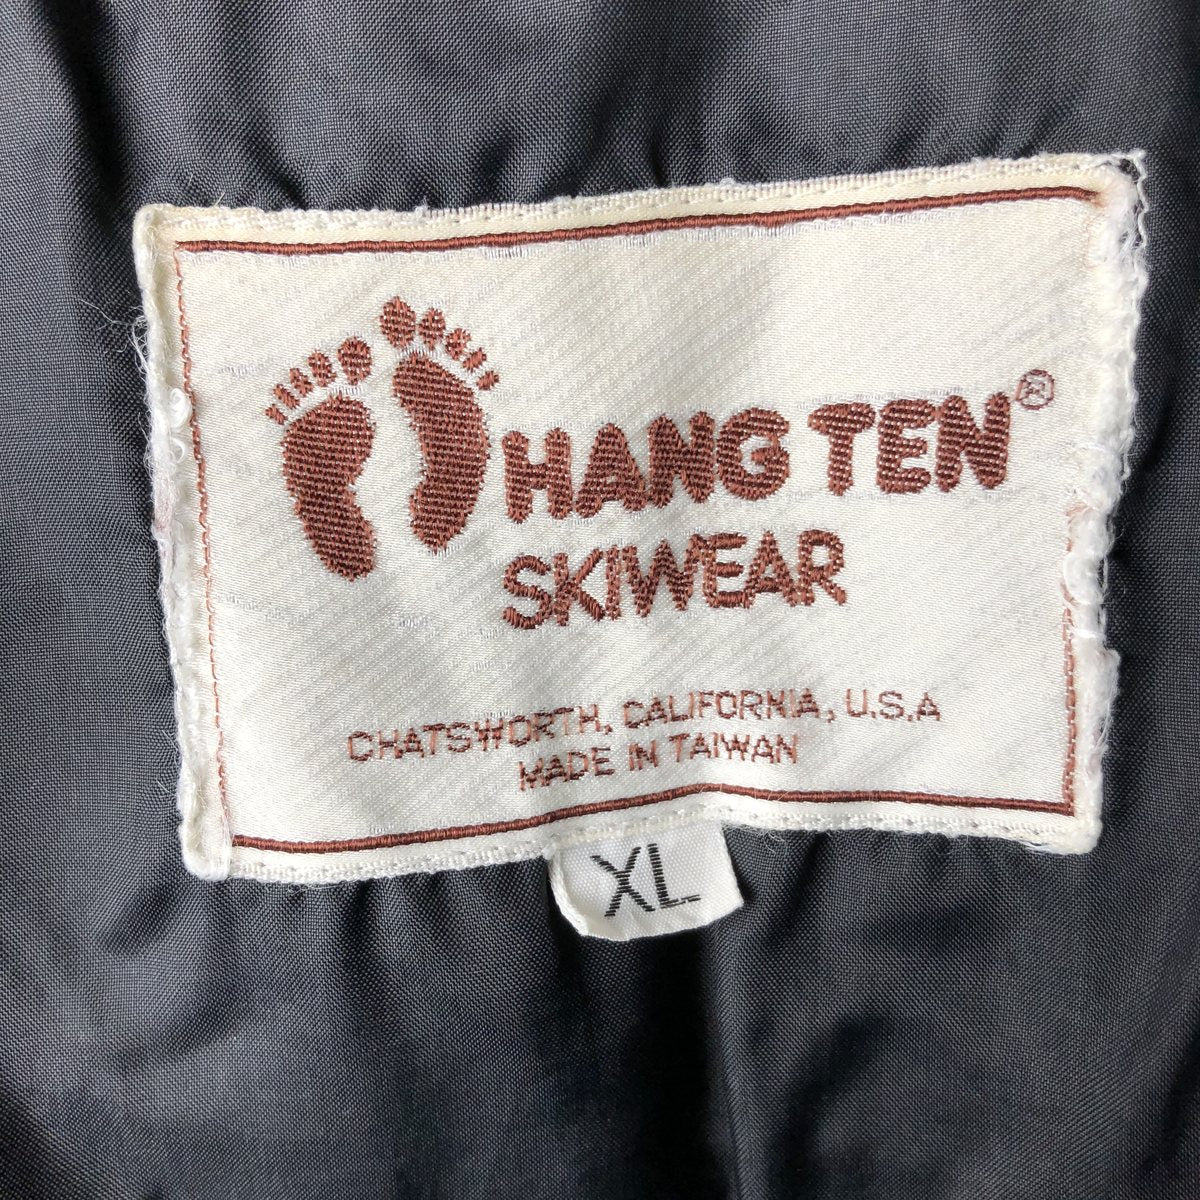 HANG TEN®
SKIWEAR
CHATSWORTH, CALIFORNIA, U.S.A
MADE IN TAIWAN
XL